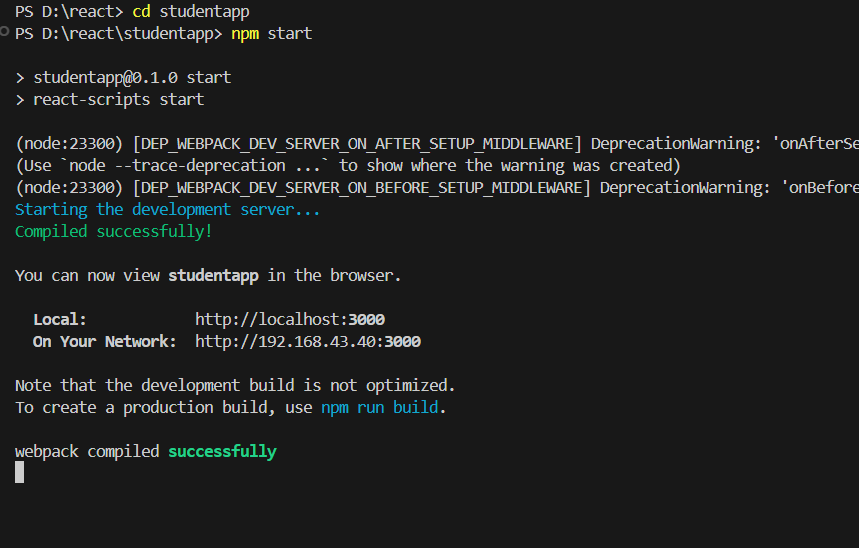 PS D:\react> cd studentapp
PS D:\react\studentapp> npm start
> studentapp@0.1.0 start
> react-scripts start
(node:23300) [DEP_WEBPACK_DEV_SERVER_ON_AFTER_SETUP_MIDDLEWARE] DeprecationWarning: 'onAfterSe
(Use `node --trace-deprecation ...` to show where the warning was created)
(node:23300) [DEP_WEBPACK_DEV_SERVER_ON_BEFORE_SETUP_MIDDLEWARE] DeprecationWarning: 'onBefore
Starting the development server...
Compiled successfully!
You can now view studentapp in the browser.
Local: http://localhost:3000
On Your Network: http://192.168.43.40:3000
Note that the development build is not optimized.
To create a production build, use npm run build.
webpack compiled successfully